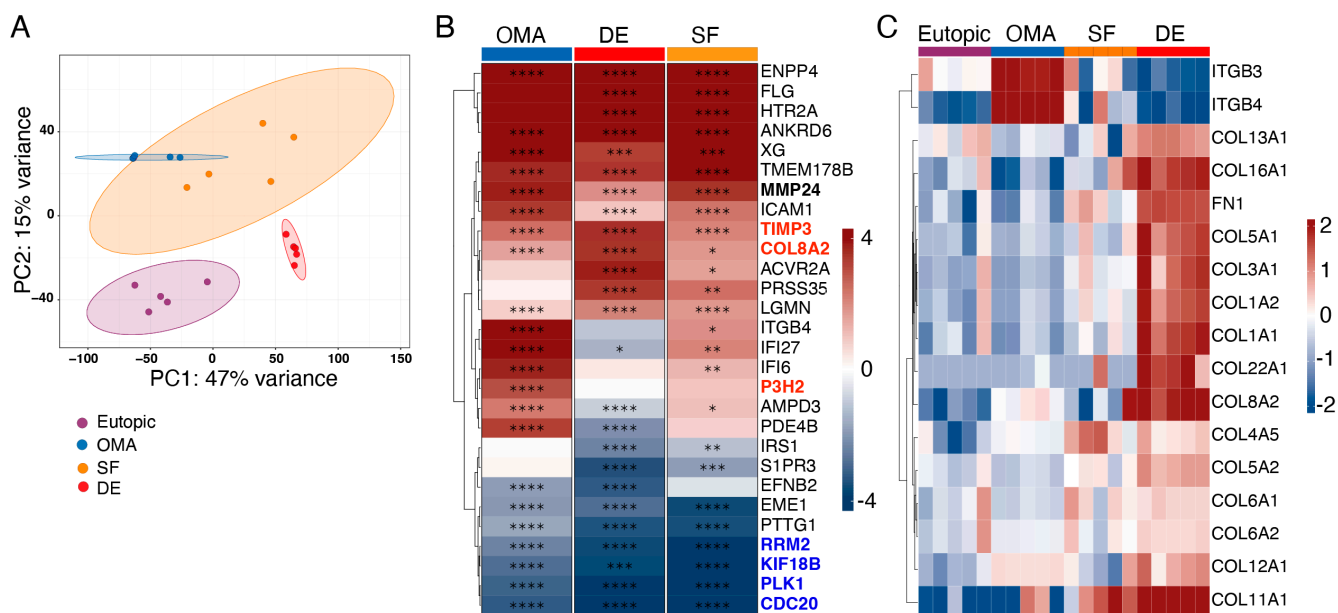 A
40
0
−40
PC2: 15% variance
−100
−50
0
50
100
150
PC1: 47% variance
Eutopic
OMA
SF
DE
B
OMA DE SF
**** **** **** ENPP4
**** **** FLG
**** **** HTR2A
**** **** **** ANKRD6
**** *** *** XG
**** **** **** TMEM178B
**** **** **** MMP24
**** **** **** ICAM1
**** **** **** TIMP3
**** **** * COL8A2
**** * ACVR2A
**** ** PRSS35
**** **** **** LGMN
**** * ITGB4
**** * ** IFI27
**** ** IFI6
**** P3H2
**** **** * AMPD3
**** **** PDE4B
**** ** IRS1
**** *** S1PR3
**** **** EFNB2
**** **** **** EME1
**** **** **** PTTG1
**** **** **** RRM2
**** *** **** KIF18B
**** **** **** PLK1
**** **** **** CDC20
4
0
-4
C
Eutopic OMA SF DE
ITGB3
ITGB4
COL13A1
COL16A1
FN1
COL5A1
COL3A1
COL1A2
COL1A1
COL22A1
COL8A2
COL4A5
COL5A2
COL6A1
COL6A2
COL12A1
COL11A1
2
1
0
-1
-2